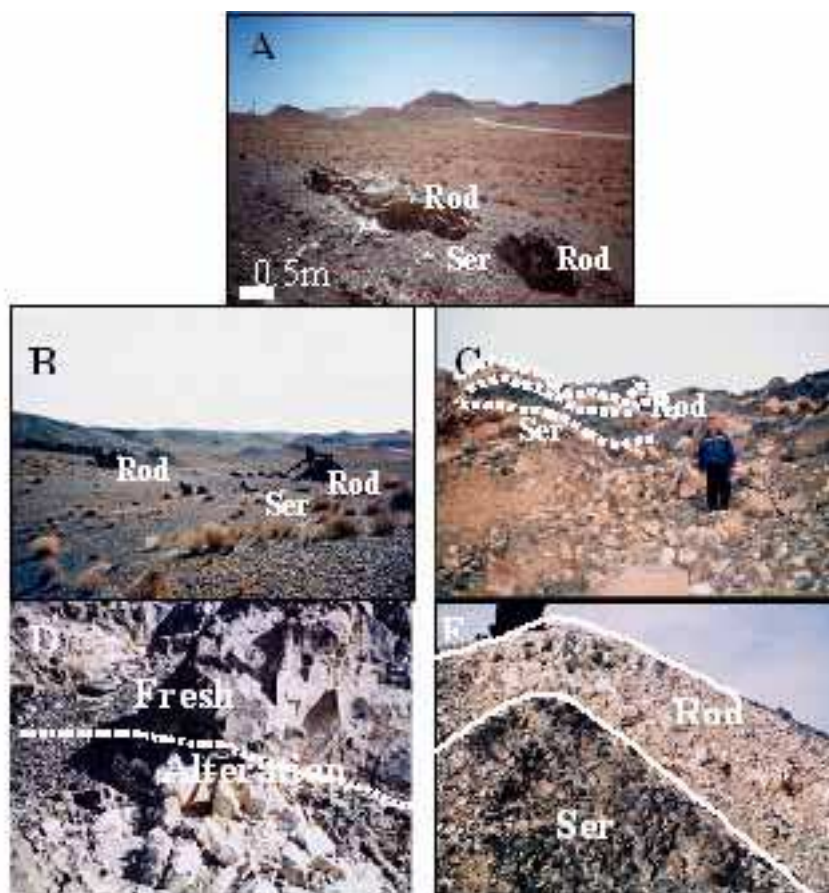 A
Rod
Ser Rod
0.5m
B
Rod Rod
Ser
C
Rod
Ser
D
Fresh
Alteration
E
Rod
Ser